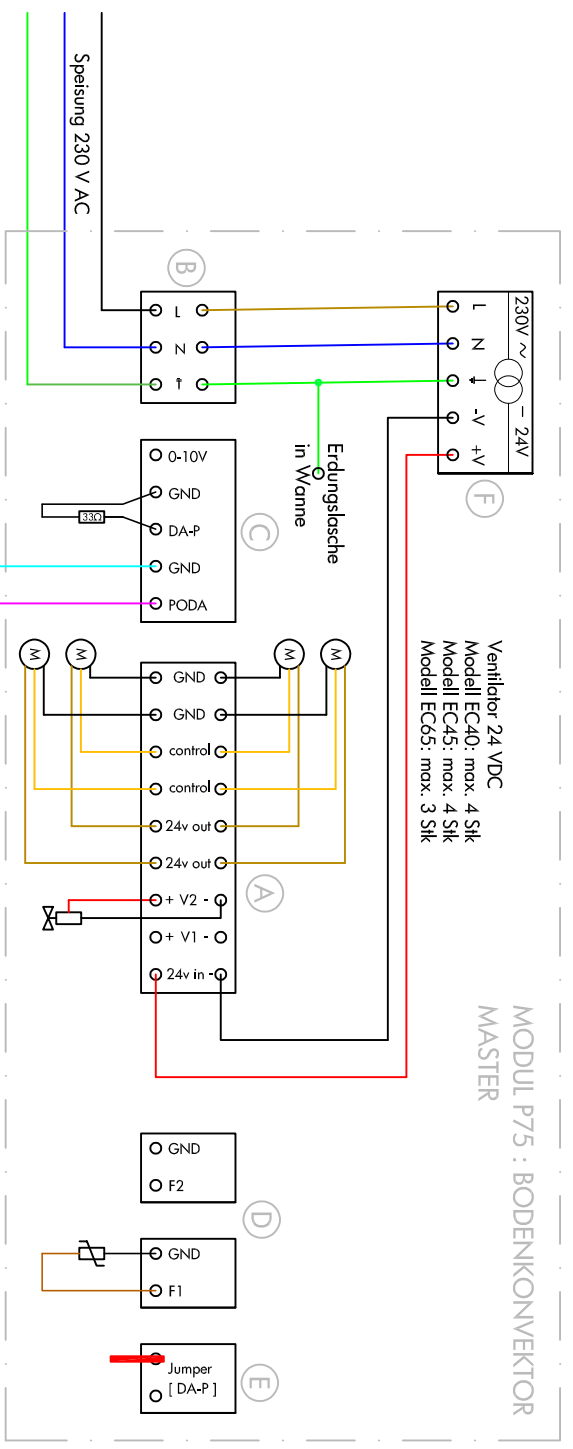 Speisung 230 V AC
B
L
N
230V ~
– 24V
L
N
-V
+V
F
Erdungslasche
in Wanne
0-10V
GND
DA-P
GND
PODA
C
33Ω
Ventilator 24 VDC
Modell EC40: max. 4 Stk
Modell EC45: max. 4 Stk
Modell EC65: max. 3 Stk
M
M
M
M
GND
GND
control
control
24v out
24v out
+ V2 -
+ V1 -
24v in -
A
MODUL P75 : BODENKONVEKTOR
MASTER
GND
F2
D
GND
F1
Jumper
[ DA-P ]
E